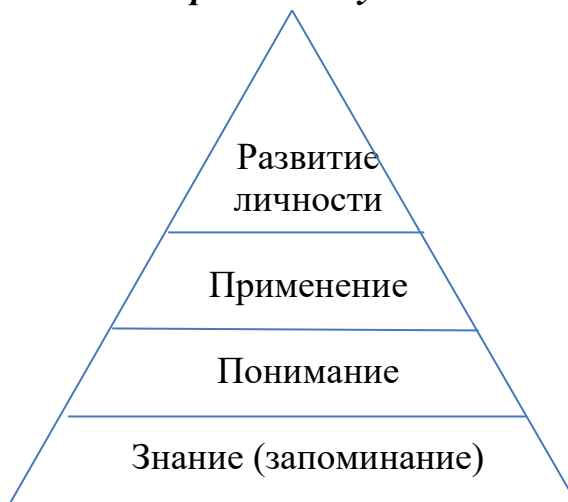 Развитие
личности
Применение
Понимание
Знание (запоминание)